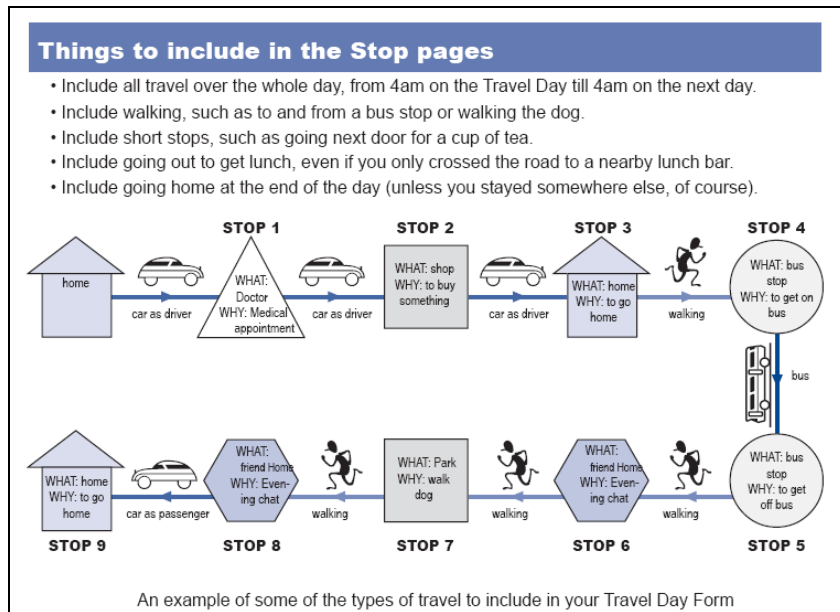 Things to include in the Stop pages
• Include all travel over the whole day, from 4am on the Travel Day till 4am on the next day.
• Include walking, such as to and from a bus stop or walking the dog.
• Include short stops, such as going next door for a cup of tea.
• Include going out to get lunch, even if you only crossed the road to a nearby lunch bar.
• Include going home at the end of the day (unless you stayed somewhere else, of course).
home
car as driver
STOP 1
WHAT:
Doctor
WHY: Medical
appointment
car as driver
STOP 2
WHAT: shop
WHY: to buy
something
car as driver
STOP 3
WHAT: home
WHY: to go
home
walking
STOP 4
WHAT: bus
stop
WHY: to get on
bus
bus
WHAT: bus
stop
WHY: to get
off bus
STOP 5
walking
WHAT:
friend Home
WHY: Even-
ing chat
STOP 6
walking
WHAT: Park
WHY: walk
dog
STOP 7
walking
WHAT:
friend Home
WHY: Even-
ing chat
STOP 8
car as passenger
WHAT: home
WHY: to go
home
STOP 9
An example of some of the types of travel to include in your Travel Day Form